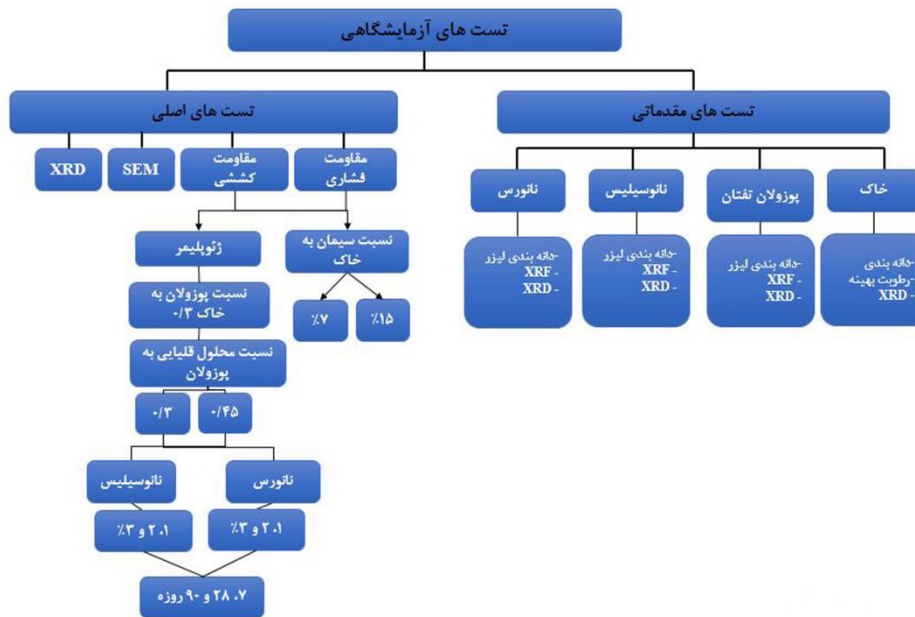 تست های آزمایشگاهی
تست های مقدماتی
تست های اصلی
خاک
پوزولان تفتان
نانوسیلیس
نانورس
-دانه بندی
-رطوبت بهینه
- XRD
-دانه بندی لیزر
- XRF
- XRD
-دانه بندی لیزر
- XRF
- XRD
-دانه بندی لیزر
- XRF
- XRD
مقاومت
فشاری
مقاومت
کششی
SEM
XRD
نسبت سیمان به
خاک
ژئوپلیمر
٪۱۵
٪۷
نسبت پوزولان به
خاک ۰/۳
نسبت محلول قلیایی به
پوزولان
۰/۴۵
۰/۳
نانورس
نانوسیلیس
۲،۱ و ۳٪
۲،۱ و ۳٪
۲۸،۷ و ۹۰ روزه